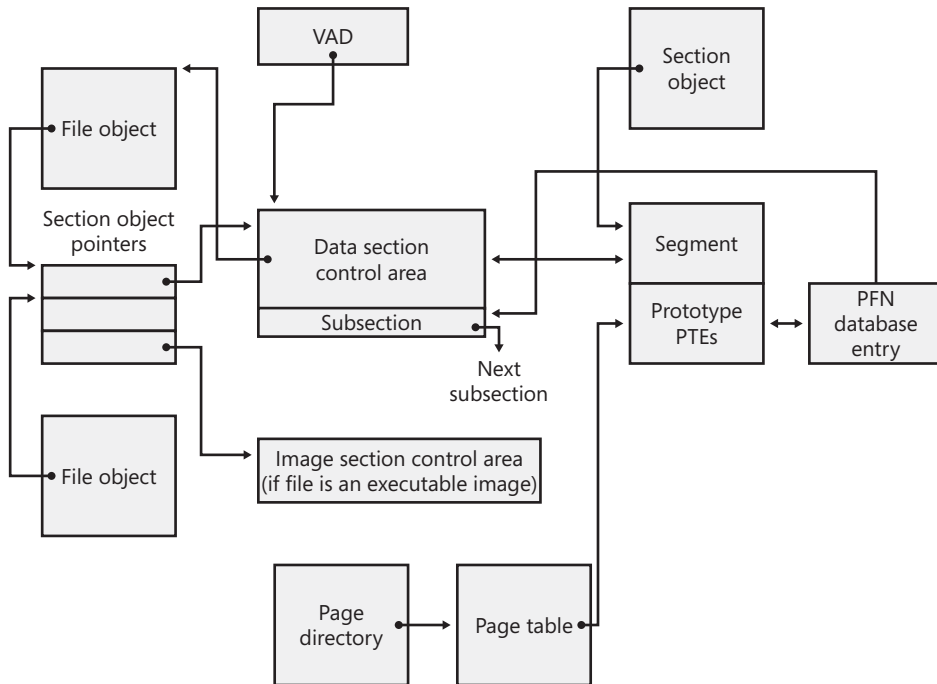 VAD
Section
object
File object
Section object
pointers
Data section
control area
Segment
Subsection
Prototype
PTEs
PFN
database
entry
Next
subsection
File object
Image section control area
(if file is an executable image)
Page
directory
Page table